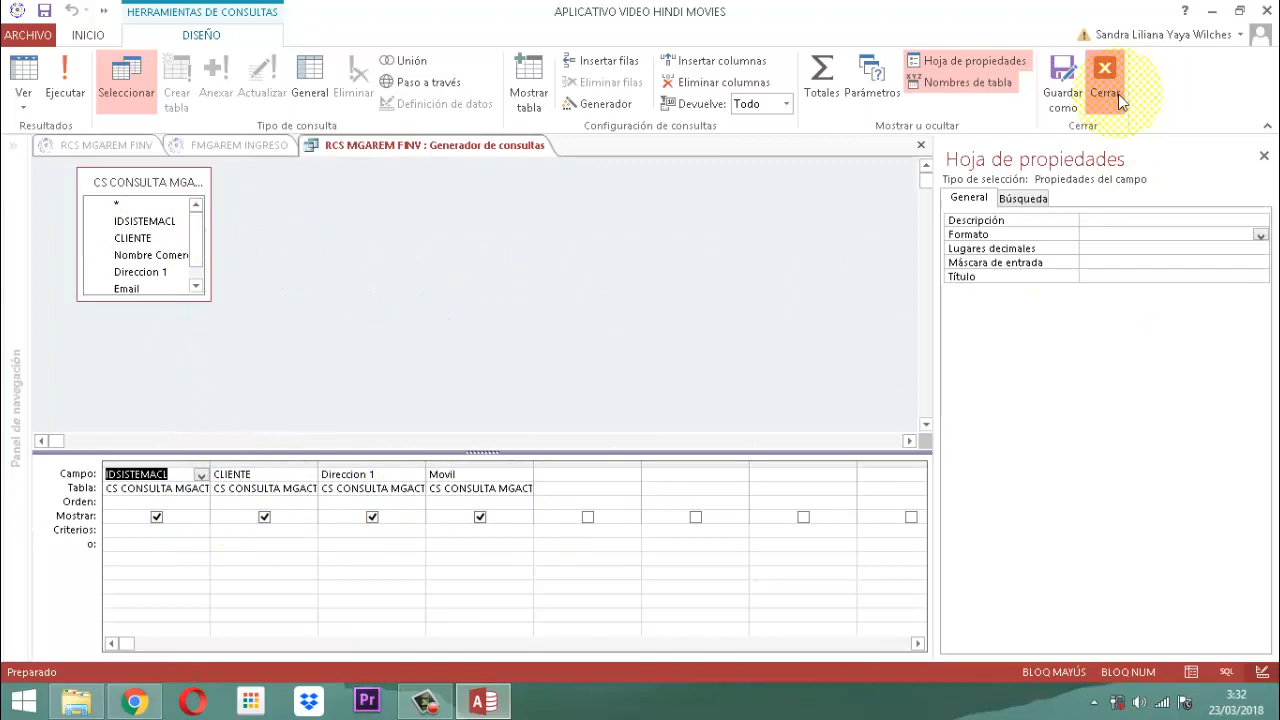 HERRAMIENTAS DE CONSULTAS
APLICATIVO VIDEO HINDI MOVIES
?
ARCHIVO
INICIO
DISEÑO
Sandra Liliana Yaya Wilches
Ver
Ejecutar
Resultados
Seleccionar
Crear tabla
Anexar
Actualizar
General
Eliminar
Unión
Paso a través
Definición de datos
Tipo de consulta
Mostrar tabla
Insertar filas
Eliminar filas
Generador
Insertar columnas
Eliminar columnas
Devuelve: Todo
Configuración de consultas
Totales
Parámetros
Hoja de propiedades
XYZ Nombres de tabla
Mostrar u ocultar
Guardar como
Cerrar
Cerrar
RCS MGAREM FINV
FMGAREM INGRESO
RCS MGAREM FINV : Generador de consultas
CS CONSULTA MGA...
*
IDSISTEMACL
CLIENTE
Nombre Comer
Direccion 1
Email
Panel de navegación
Hoja de propiedades
Tipo de selección: Propiedades del campo
General
Búsqueda
Descripción
Formato
Lugares decimales
Máscara de entrada
Título
Campo: IDSISTEMACL CLIENTE Direccion 1 Movil
Tabla: CS CONSULTA MGACT CS CONSULTA MGACT CS CONSULTA MGACT CS CONSULTA MGACT
Orden:
Mostrar:
Criterios:
o:
Preparado
BLOQ MAYÚS
BLOQ NUM
SQL
Pr
3:32
23/03/2018